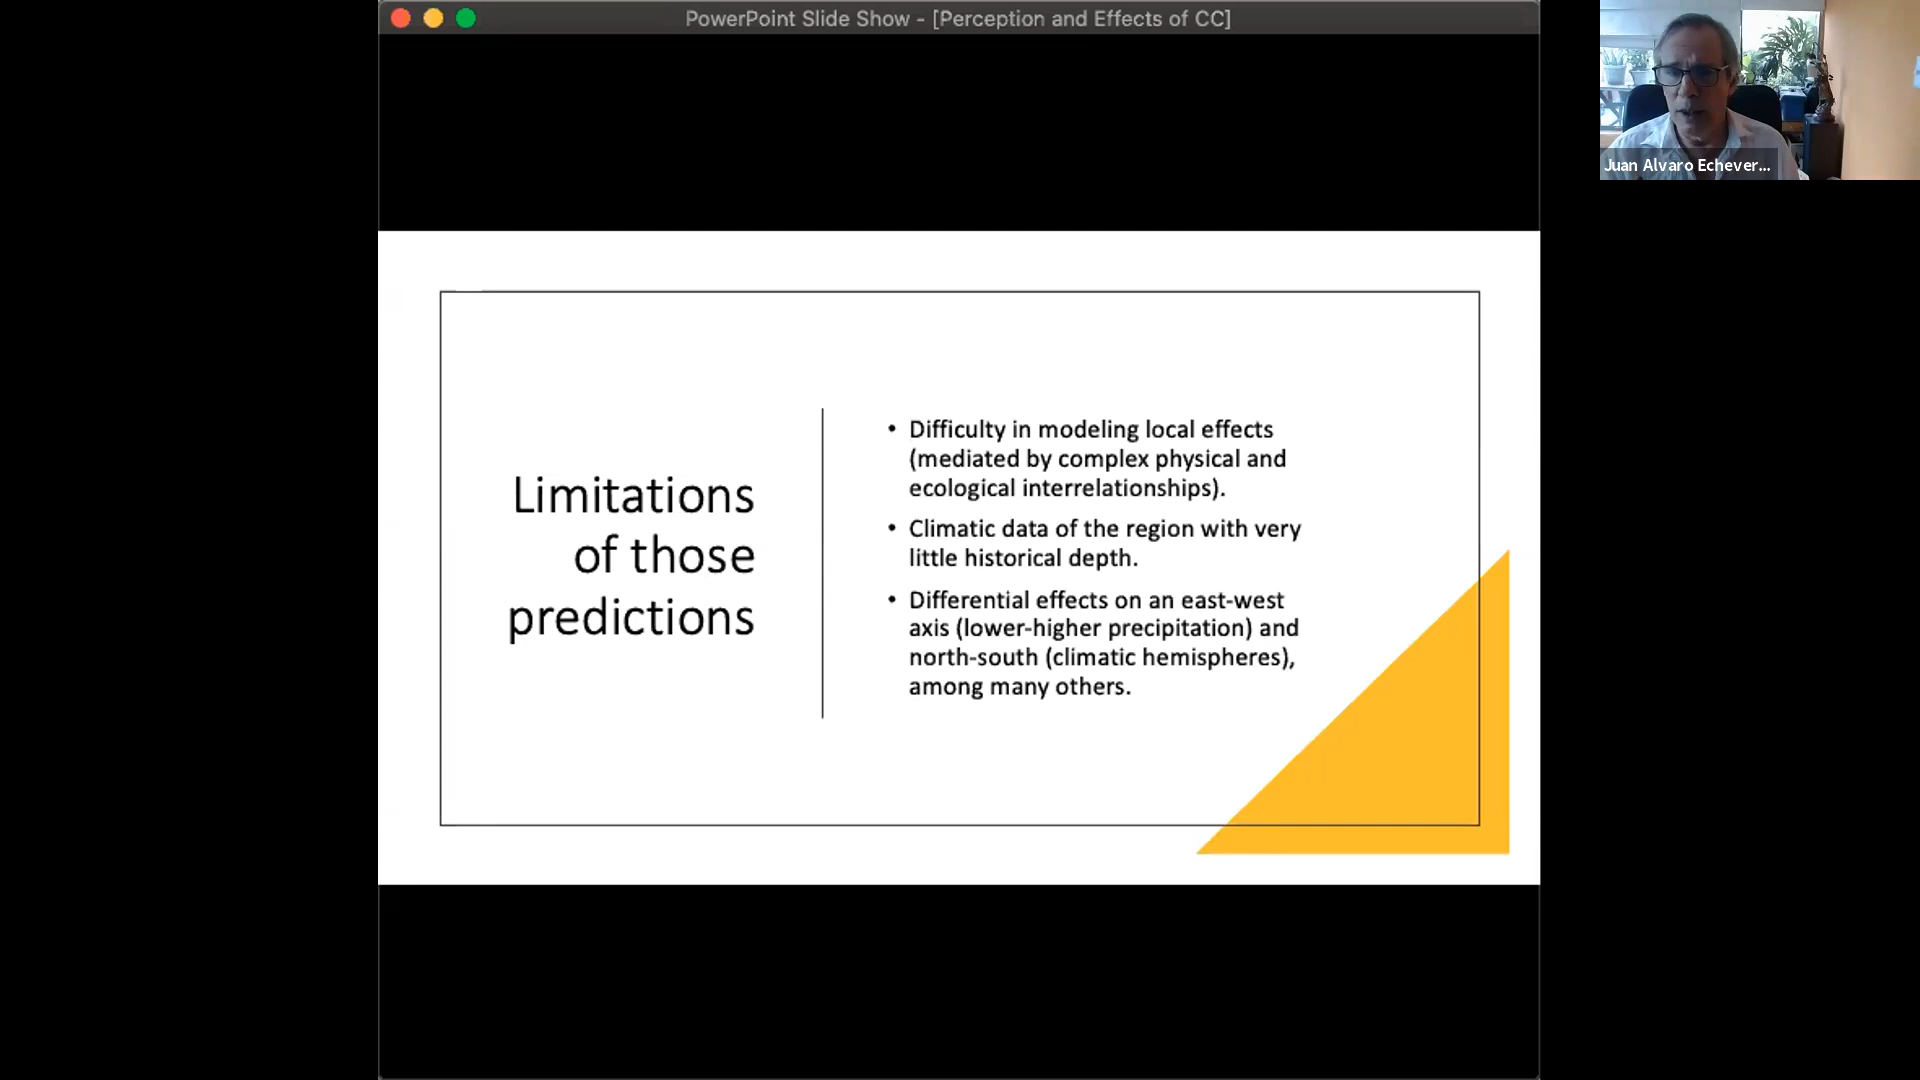 PowerPoint Slide Show - [Perception and Effects of CC]
Juan Alvaro Echever...
Limitations
of those
predictions
• Difficulty in modeling local effects
(mediated by complex physical and
ecological interrelationships).
• Climatic data of the region with very
little historical depth.
• Differential effects on an east-west
axis (lower-higher precipitation) and
north-south (climatic hemispheres),
among many others.